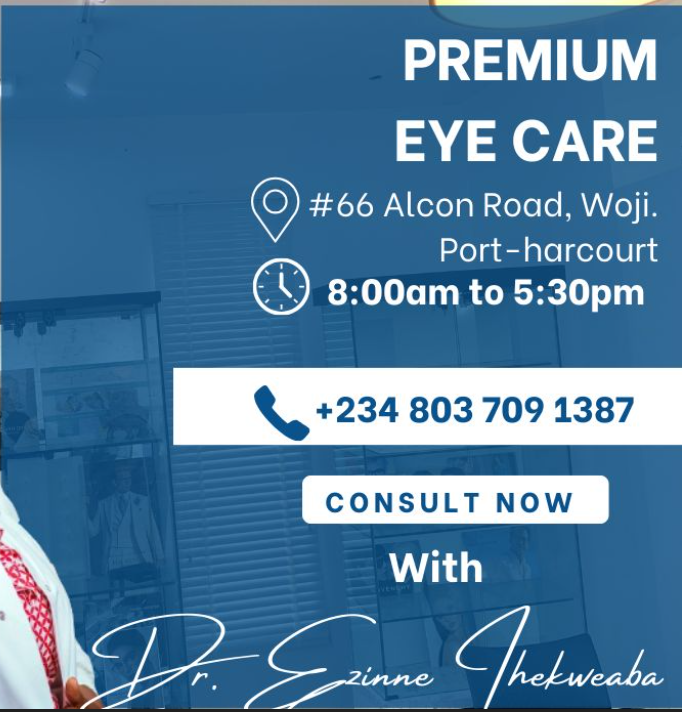 PREMIUM
EYE CARE
#66 Alcon Road, Woji.
Port-harcourt
8:00am to 5:30pm
+234 803 709 1387
CONSULT NOW
With
Dr. Ezinne Ihekweaba